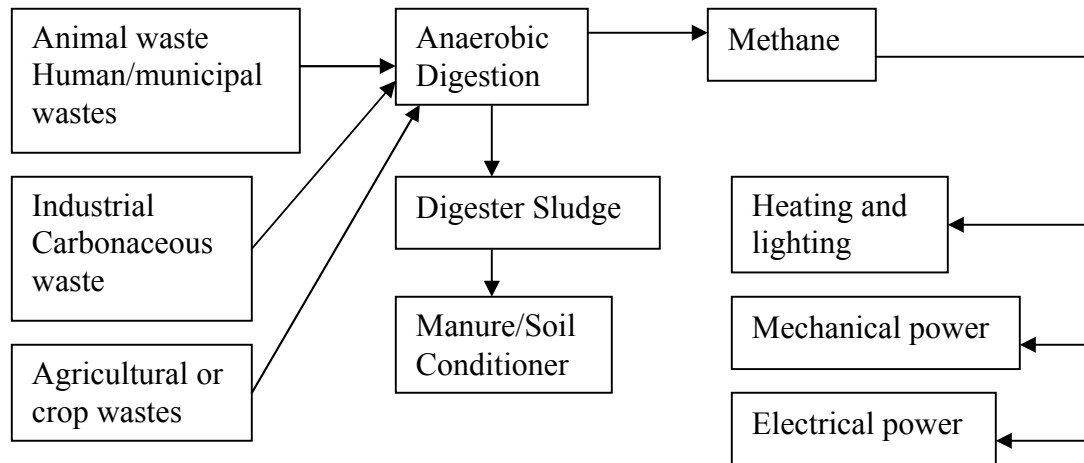 Animal waste
Human/municipal
wastes
Anaerobic
Digestion
Methane
Industrial
Carbonaceous
waste
Digester Sludge
Heating and
lighting
Manure/Soil
Conditioner
Mechanical power
Agricultural or
crop wastes
Electrical power